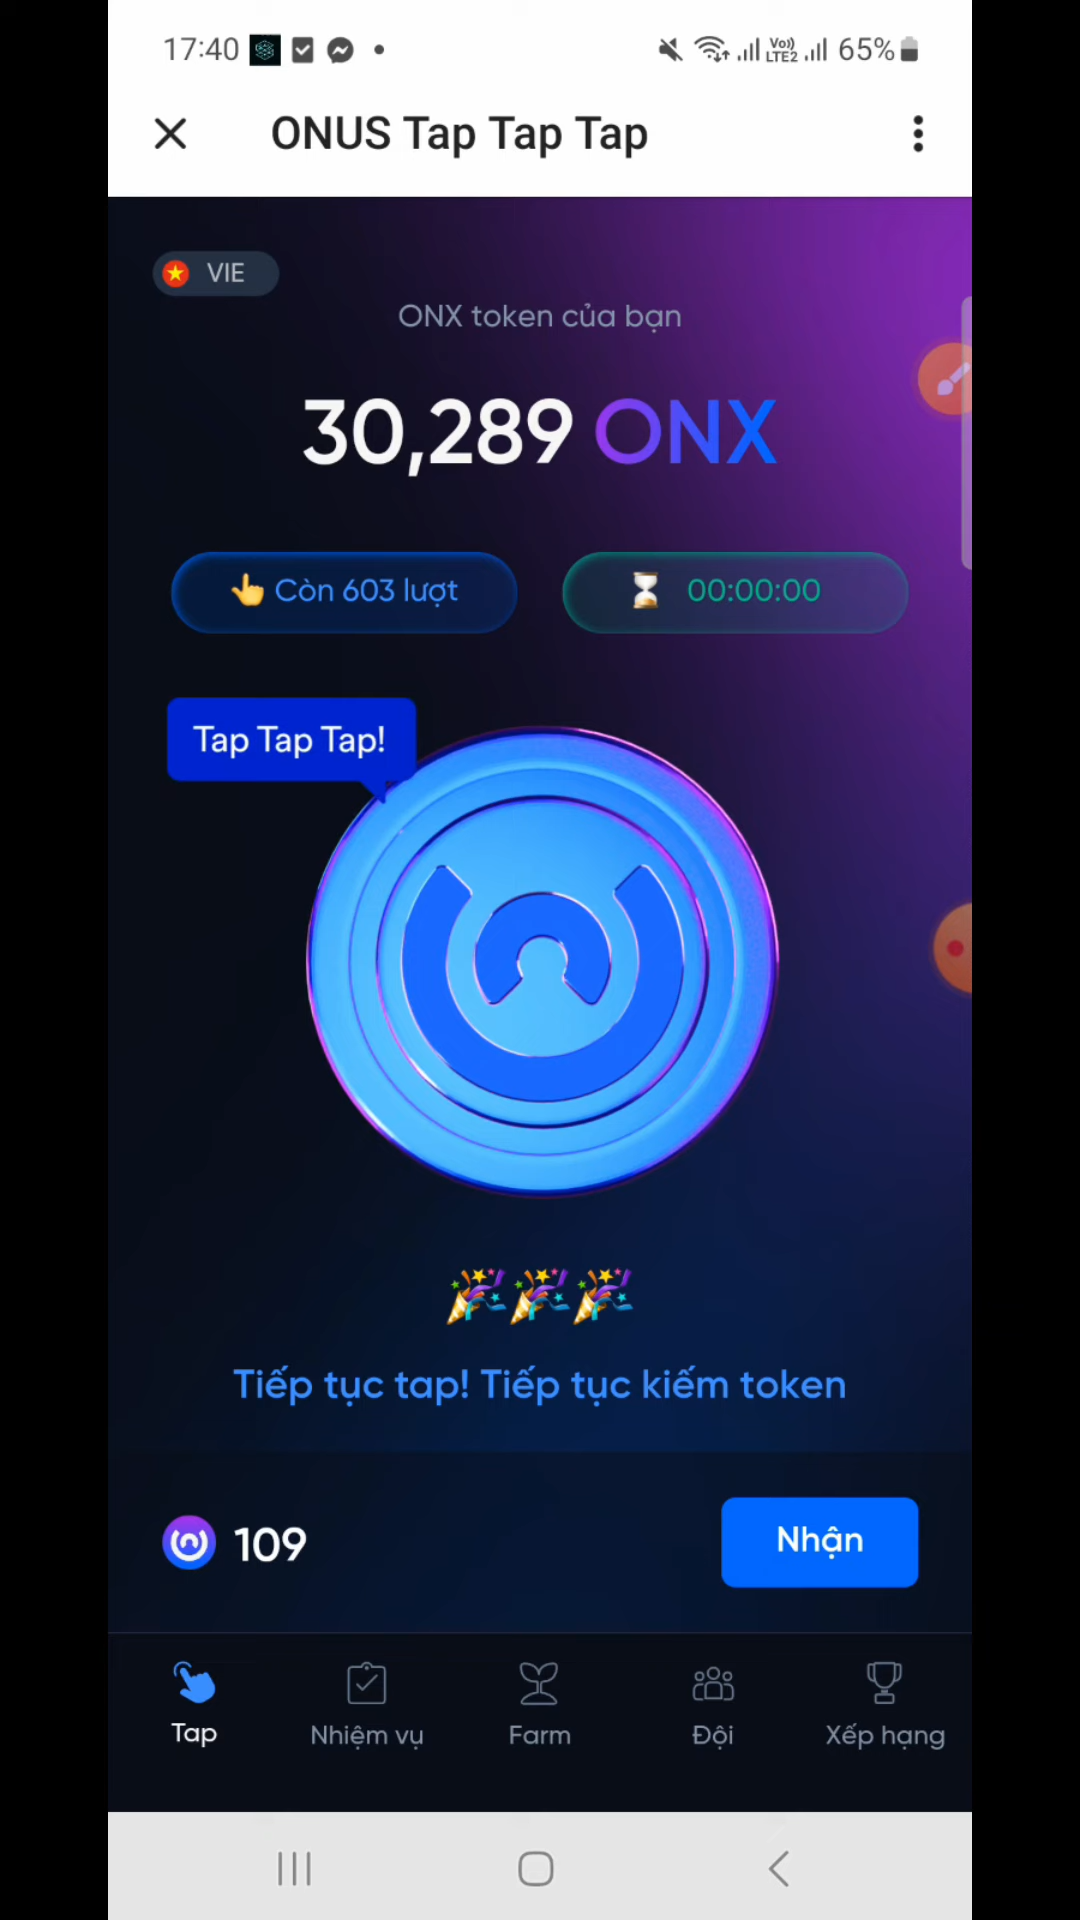 17:40
Vo)) LTE2
65%
ONUS Tap Tap Tap
VIE
ONX token của bạn
30,289 ONX
Còn 603 lượt
00:00:00
Tap Tap Tap!
Tiếp tục tap! Tiếp tục kiếm token
109
Nhận
Tap
Nhiệm vụ
Farm
Đội
Xếp hạng